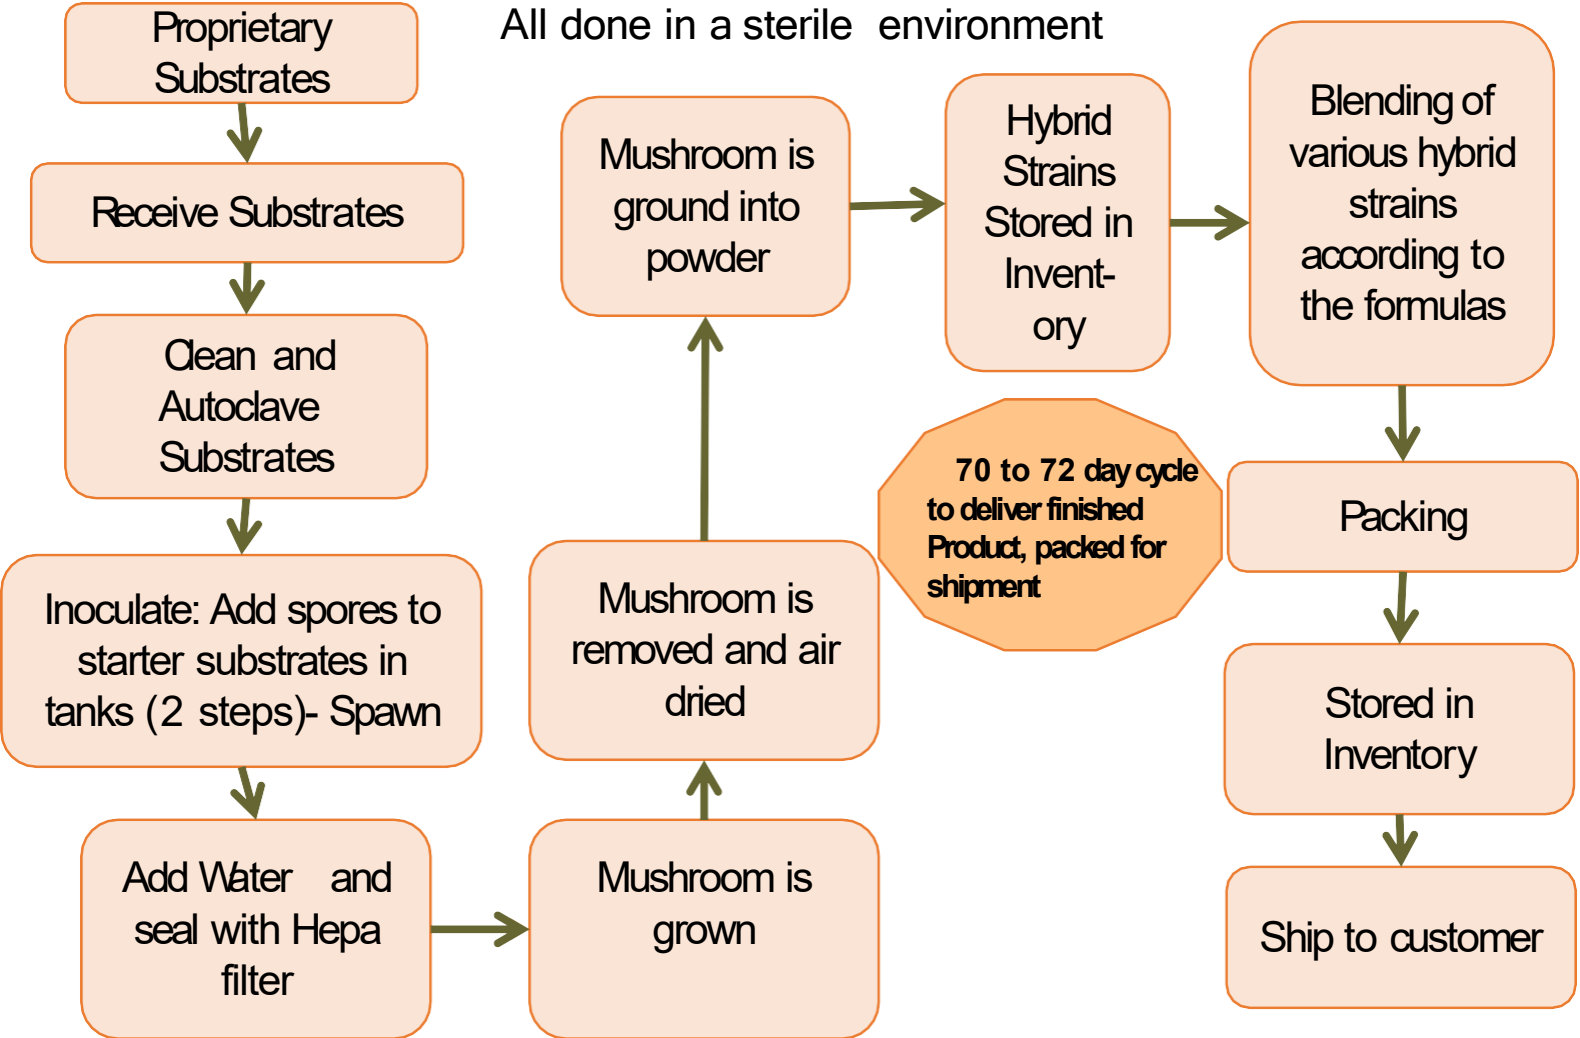 All done in a sterile environment
Proprietary
Substrates
Receive Substrates
Clean and
Autoclave
Substrates
Inoculate: Add spores to
starter substrates in
tanks (2 steps)- Spawn
Add Water and
seal with Hepa
filter
Mushroom is
grown
Mushroom is
removed and air
dried
Mushroom is
ground into
powder
Hybrid
Strains
Stored in
Invent-
ory
Blending of
various hybrid
strains
according to
the formulas
70 to 72 day cycle
to deliver finished
Product, packed for
shipment
Packing
Stored in
Inventory
Ship to customer